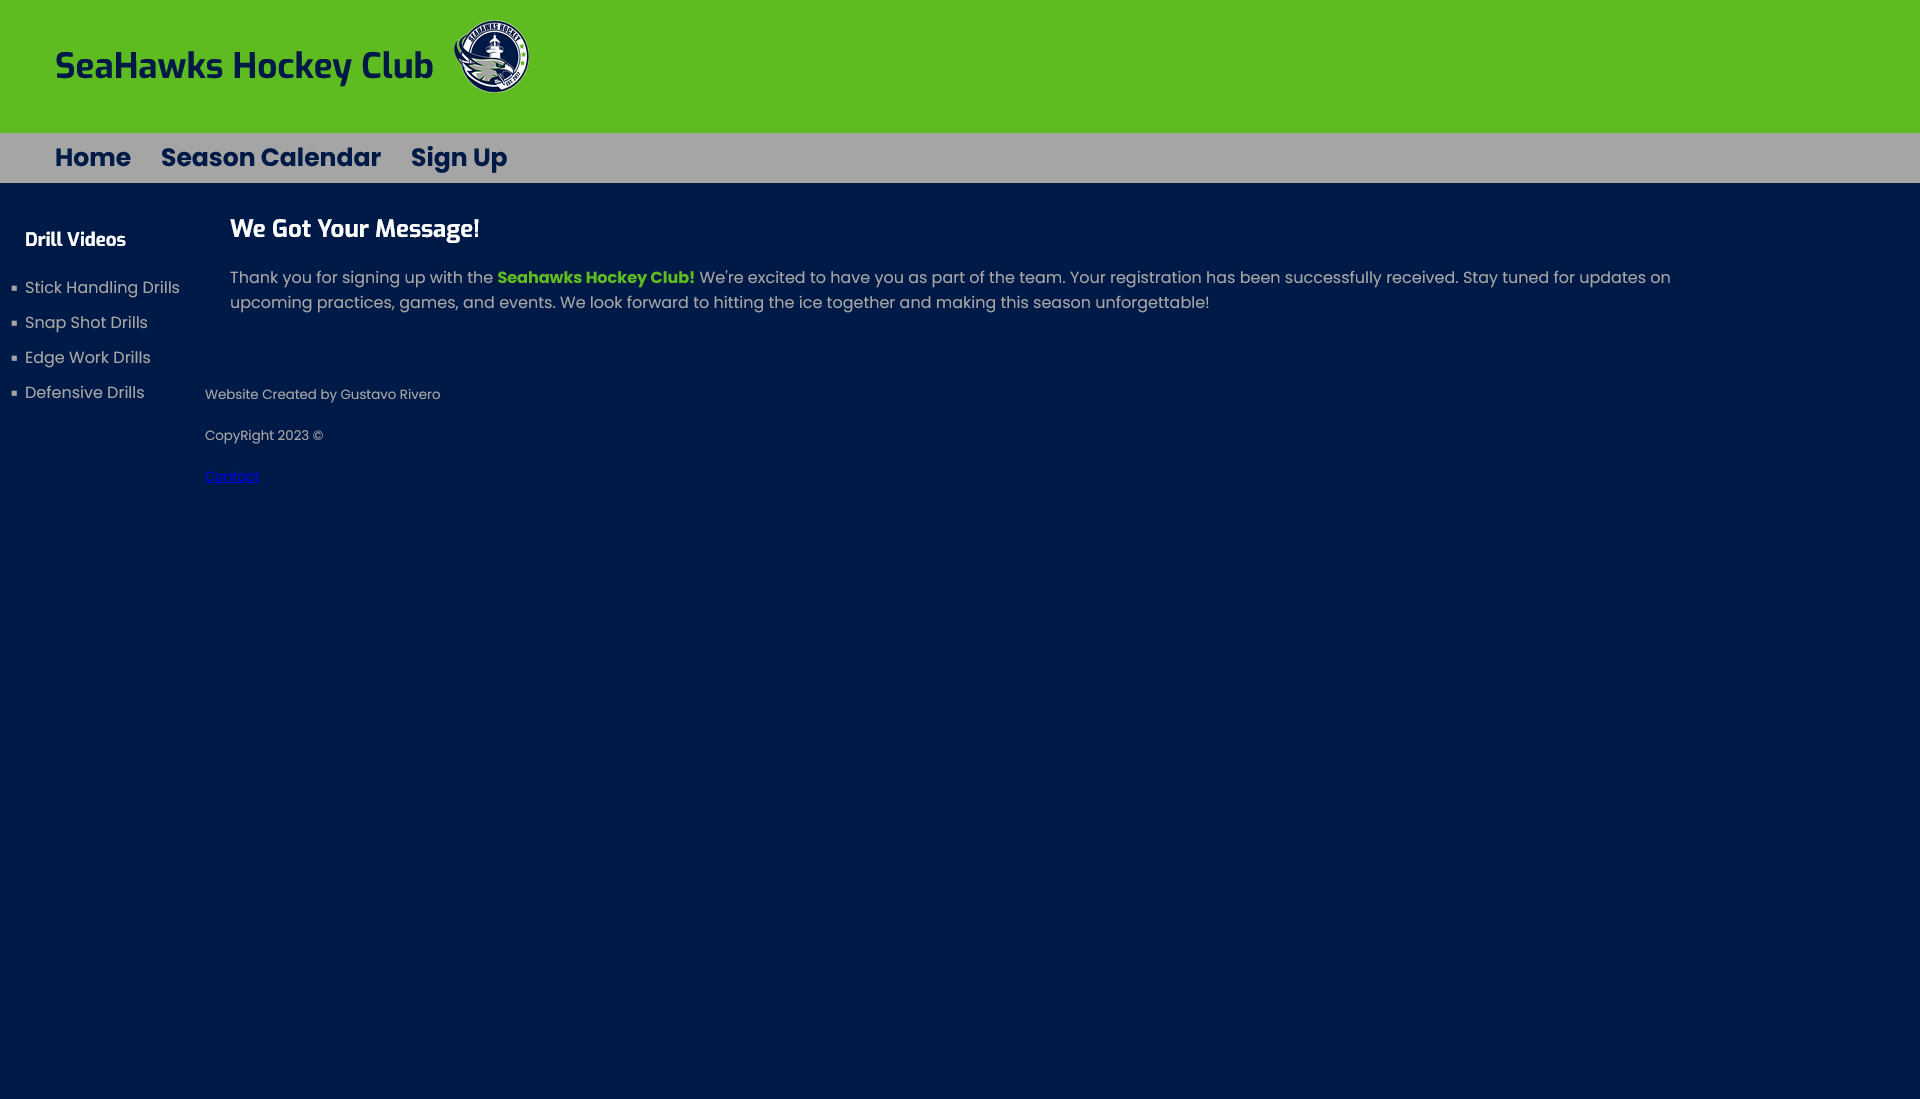 SeaHawks Hockey Club
SEAHAWKS HOCKEY
Home Season Calendar Sign Up
Drill Videos
Stick Handling Drills
Snap Shot Drills
Edge Work Drills
Defensive Drills
We Got Your Message!
Thank you for signing up with the Seahawks Hockey Club! We're excited to have you as part of the team. Your registration has been successfully received. Stay tuned for updates on
upcoming practices, games, and events. We look forward to hitting the ice together and making this season unforgettable!
Website Created by Gustavo Rivero
CopyRight 2023 ©
Contact